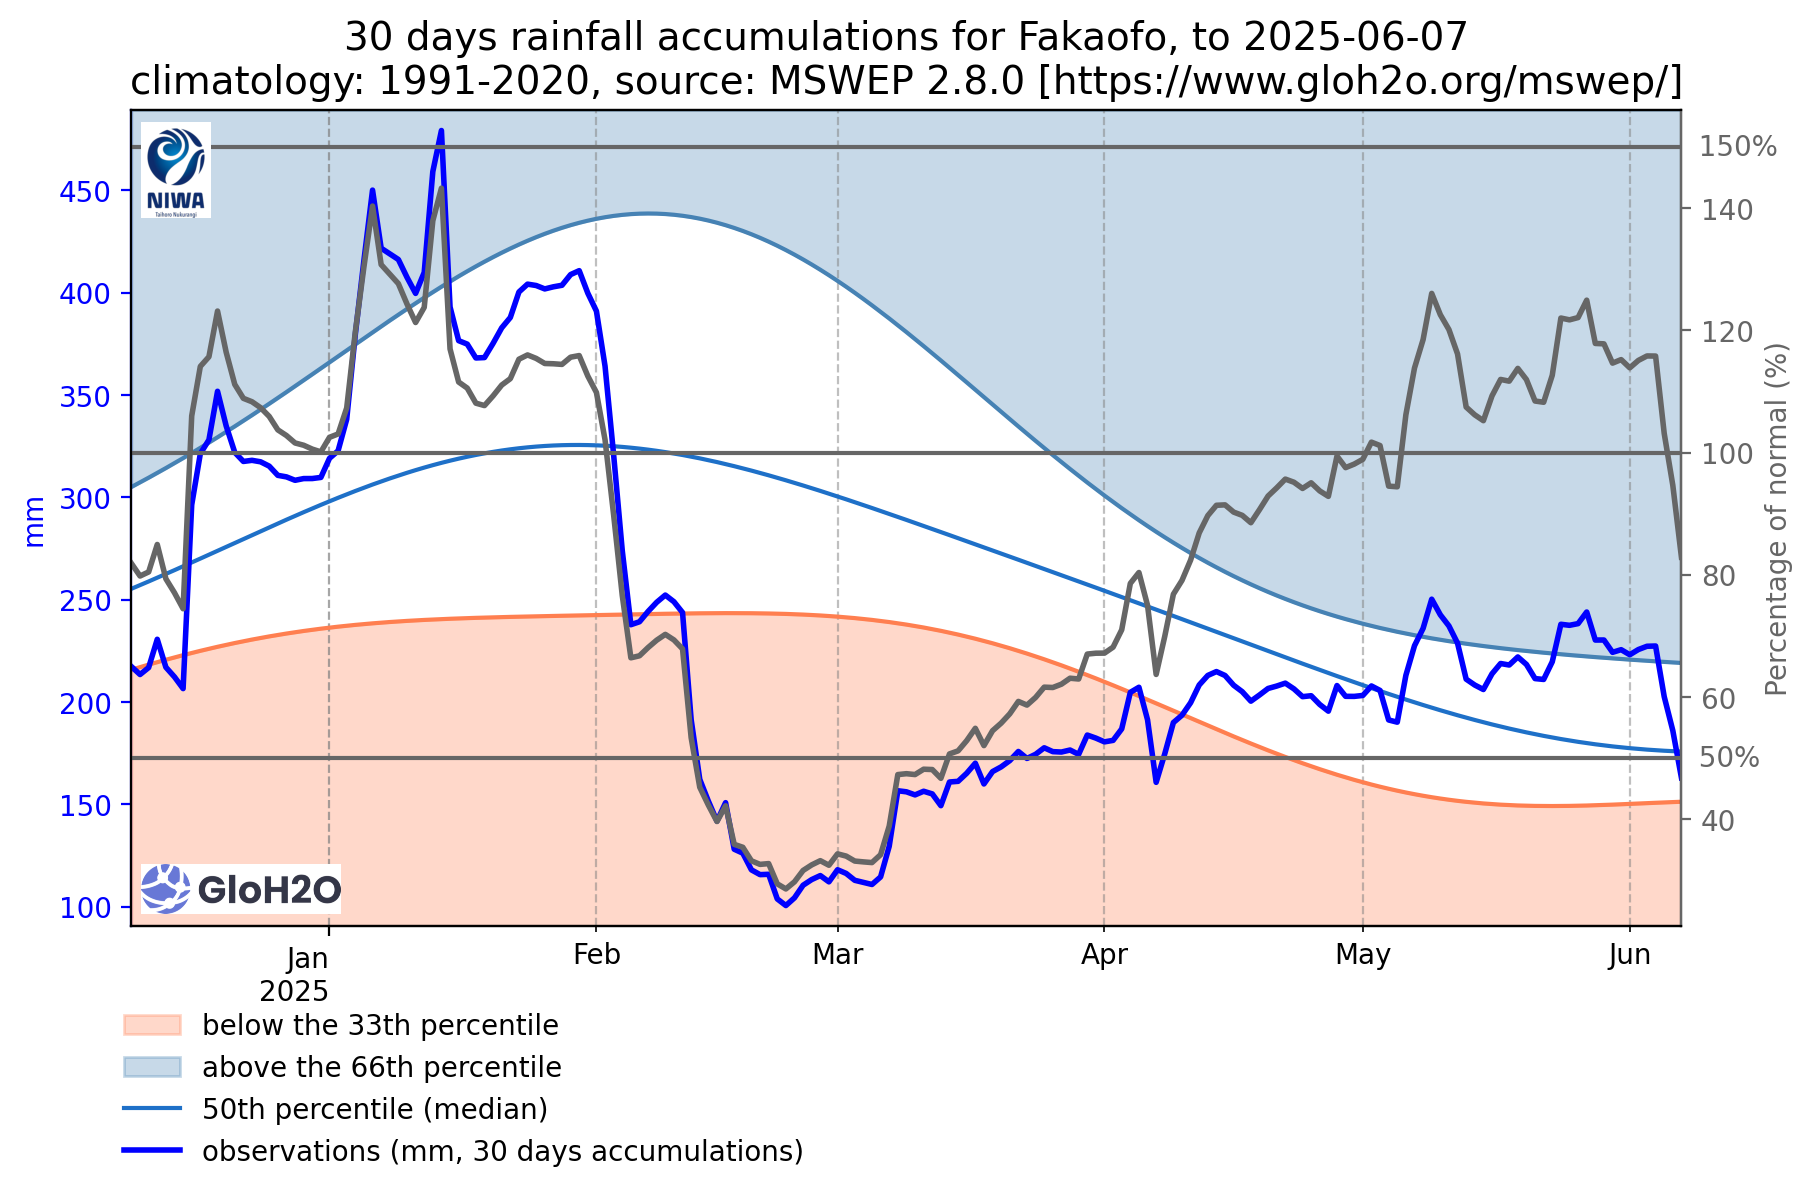 30 days rainfall accumulations for Fakaofo, to 2025-06-07
climatology: 1991-2020, source: MSWEP 2.8.0 [https://www.gloh2o.org/mswep/]
NIWA
Taihoro Nukurangi
450
400
350
300
250
200
150
100
mm
150%
140
120
100
80
60
50%
40
Percentage of normal (%)
GloH2O
Jan
2025
Feb
Mar
Apr
May
Jun
below the 33th percentile
above the 66th percentile
50th percentile (median)
observations (mm, 30 days accumulations)